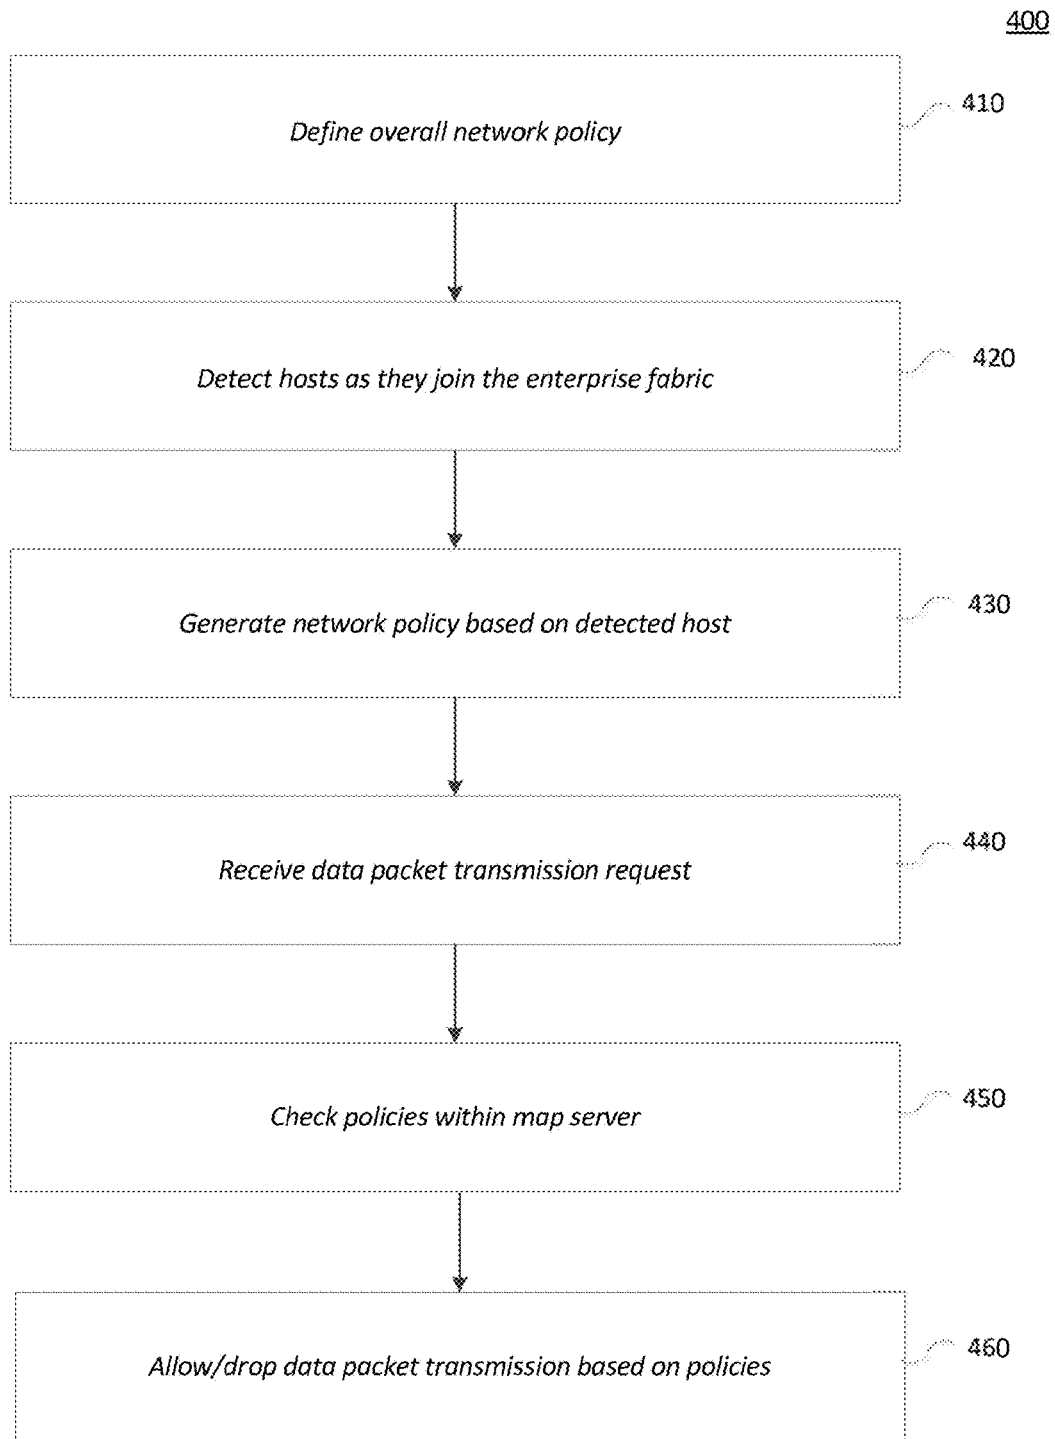 400
Define overall network policy
410
Detect hosts as they join the enterprise fabric
420
Generate network policy based on detected host
430
Receive data packet transmission request
440
Check policies within map server
450
Allow/drop data packet transmission based on policies
460